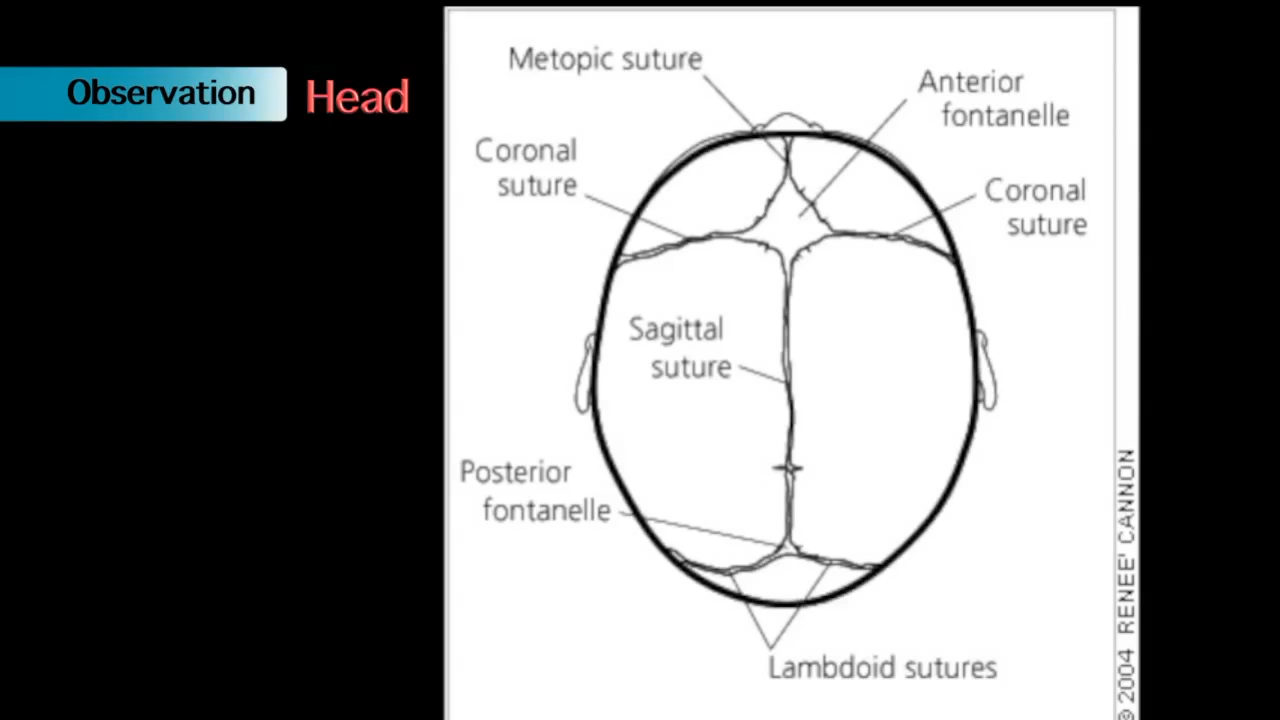 Observation
Head
Metopic suture
Anterior
fontanelle
Coronal
suture
Coronal
suture
Sagittal
suture
Posterior
fontanelle
Lambdoid sutures
© 2004 RENEE' CANNON